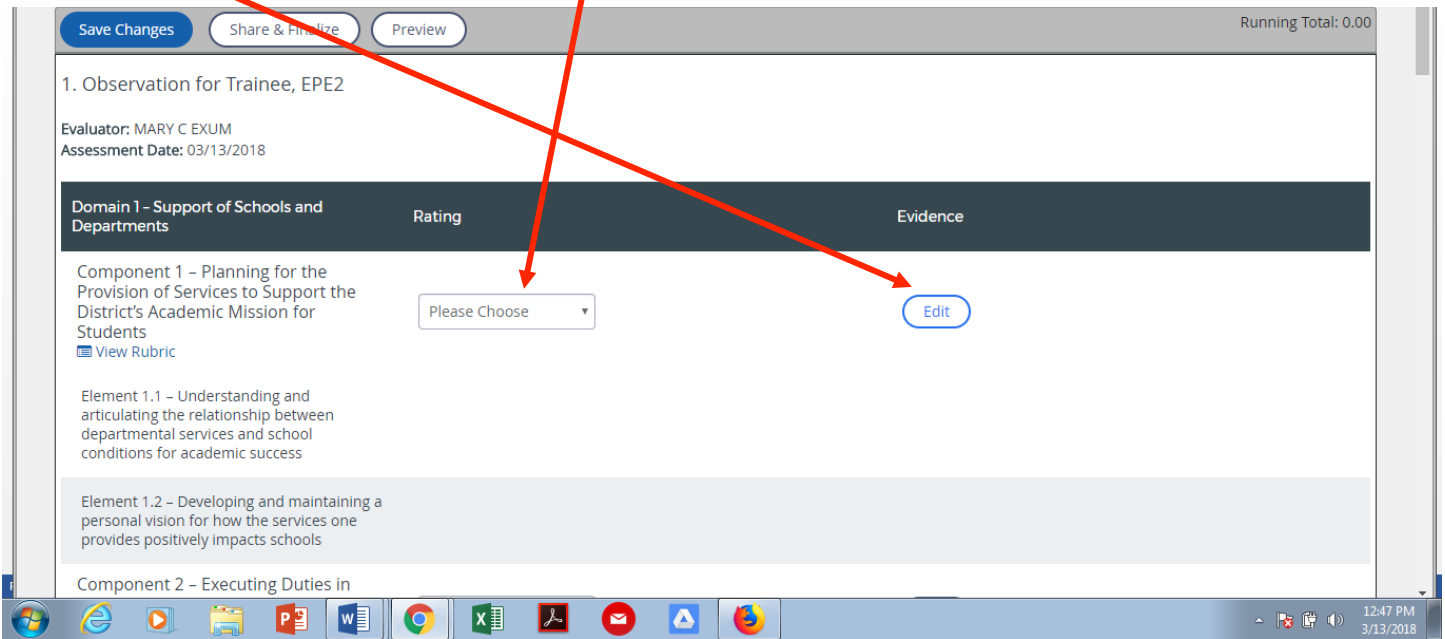 Save Changes
Share & Finalize
Preview
Running Total: 0.00
1. Observation for Trainee, EPE2
Evaluator: MARY C EXUM
Assessment Date: 03/13/2018
Domain 1 – Support of Schools and
Departments
Rating
Evidence
Component 1 – Planning for the
Provision of Services to Support the
District's Academic Mission for
Students
View Rubric
Please Choose
Edit
Element 1.1 – Understanding and
articulating the relationship between
departmental services and school
conditions for academic success
Element 1.2 – Developing and maintaining a
personal vision for how the services one
provides positively impacts schools
Component 2 – Executing Duties in
12:47 PM
3/13/2018